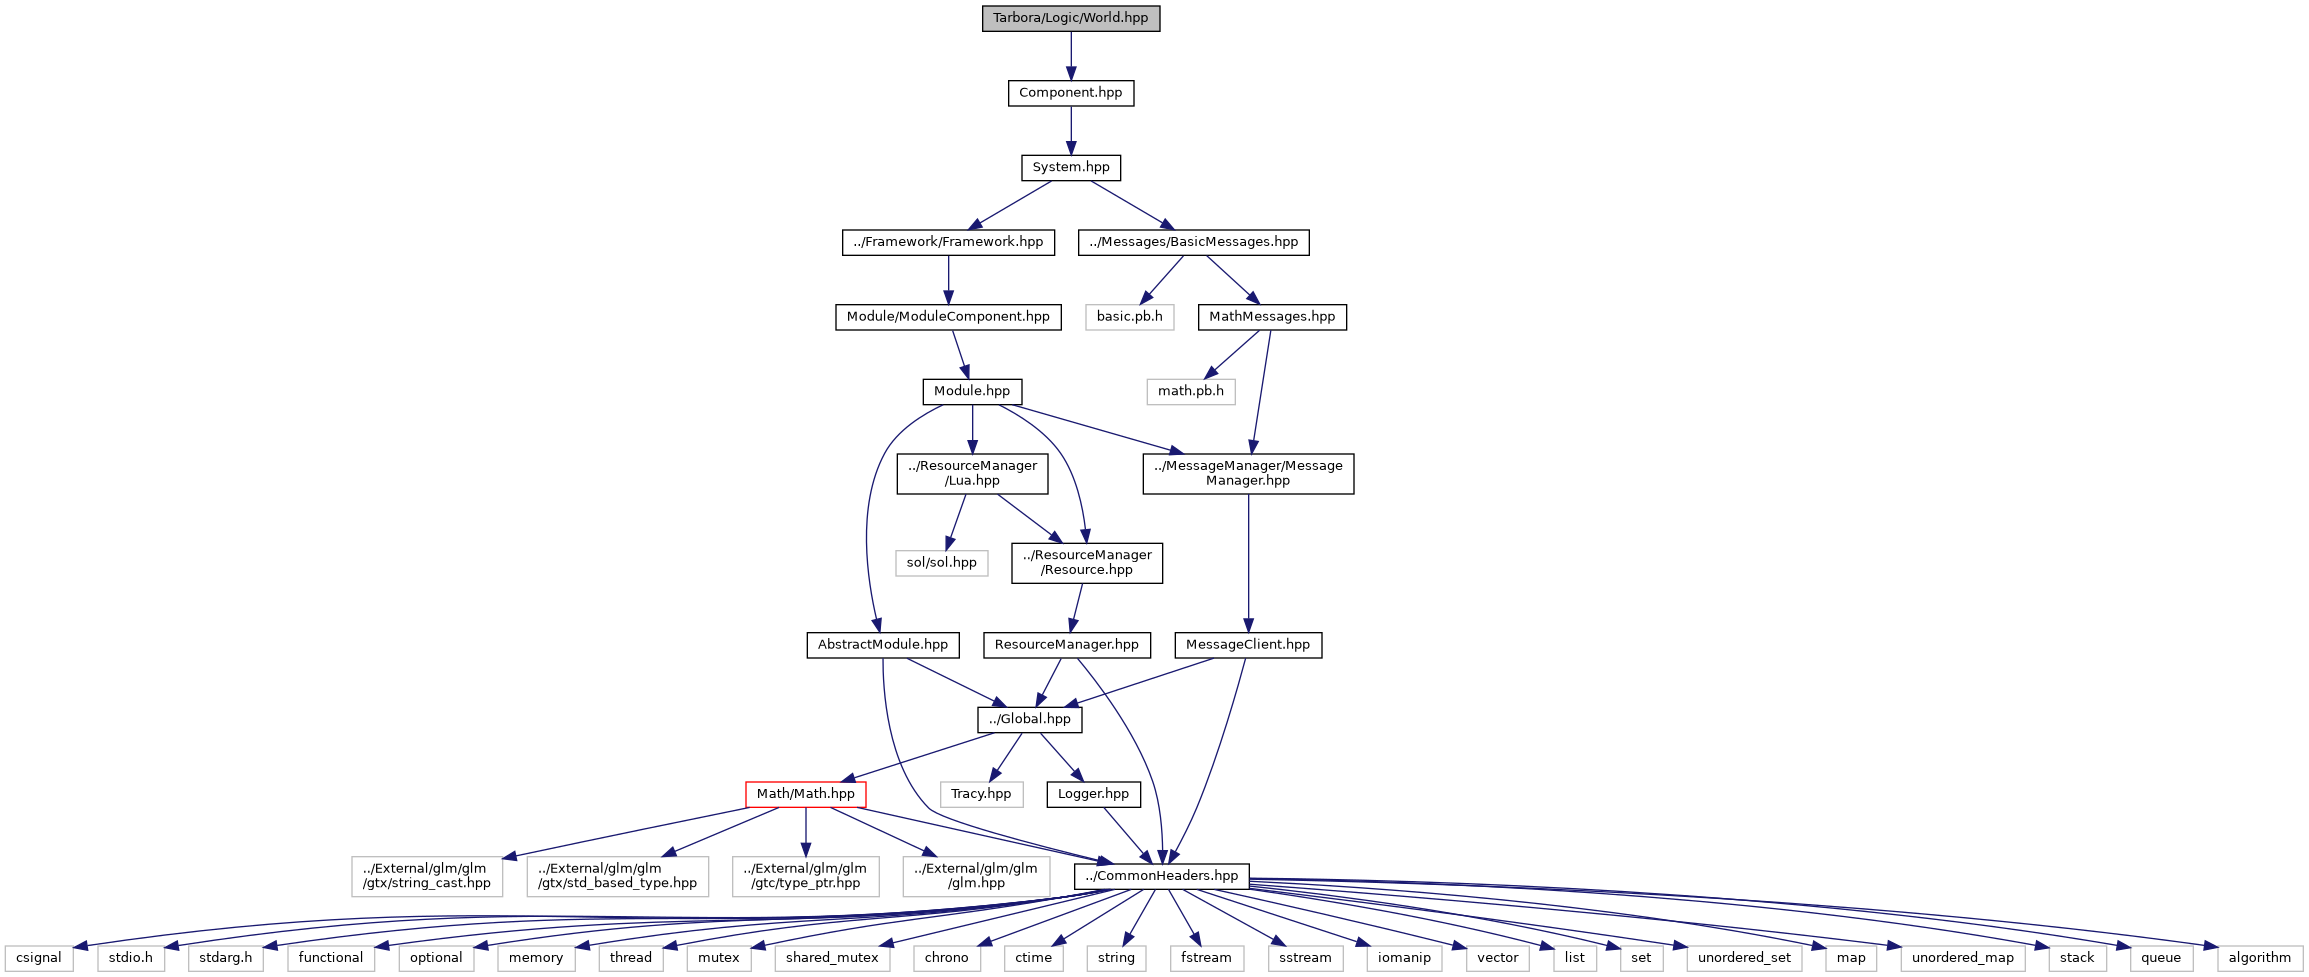 Tarbora/Logic/World.hpp
Component.hpp
System.hpp
../Framework/Framework.hpp
../Messages/BasicMessages.hpp
Module/ModuleComponent.hpp
basic.pb.h
MathMessages.hpp
Module.hpp
math.pb.h
../ResourceManager
/Lua.hpp
../MessageManager/Message
Manager.hpp
sol/sol.hpp
../ResourceManager
/Resource.hpp
AbstractModule.hpp
ResourceManager.hpp
MessageClient.hpp
../Global.hpp
Math/Math.hpp
Tracy.hpp
Logger.hpp
../External/glm/glm
/gtx/string_cast.hpp
../External/glm/glm
/gtx/std_based_type.hpp
../External/glm/glm
/gtc/type_ptr.hpp
../External/glm/glm
/glm.hpp
../CommonHeaders.hpp
csignal
stdio.h
stdarg.h
functional
optional
memory
thread
mutex
shared_mutex
chrono
ctime
string
fstream
sstream
iomanip
vector
list
set
unordered_set
map
unordered_map
stack
queue
algorithm